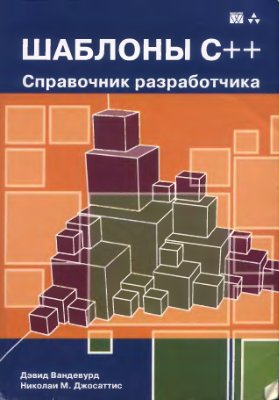 ШАБЛОНЫ C++
Справочник разработчика
Дэвид Вандевурд
Николаи М. Джосаттис